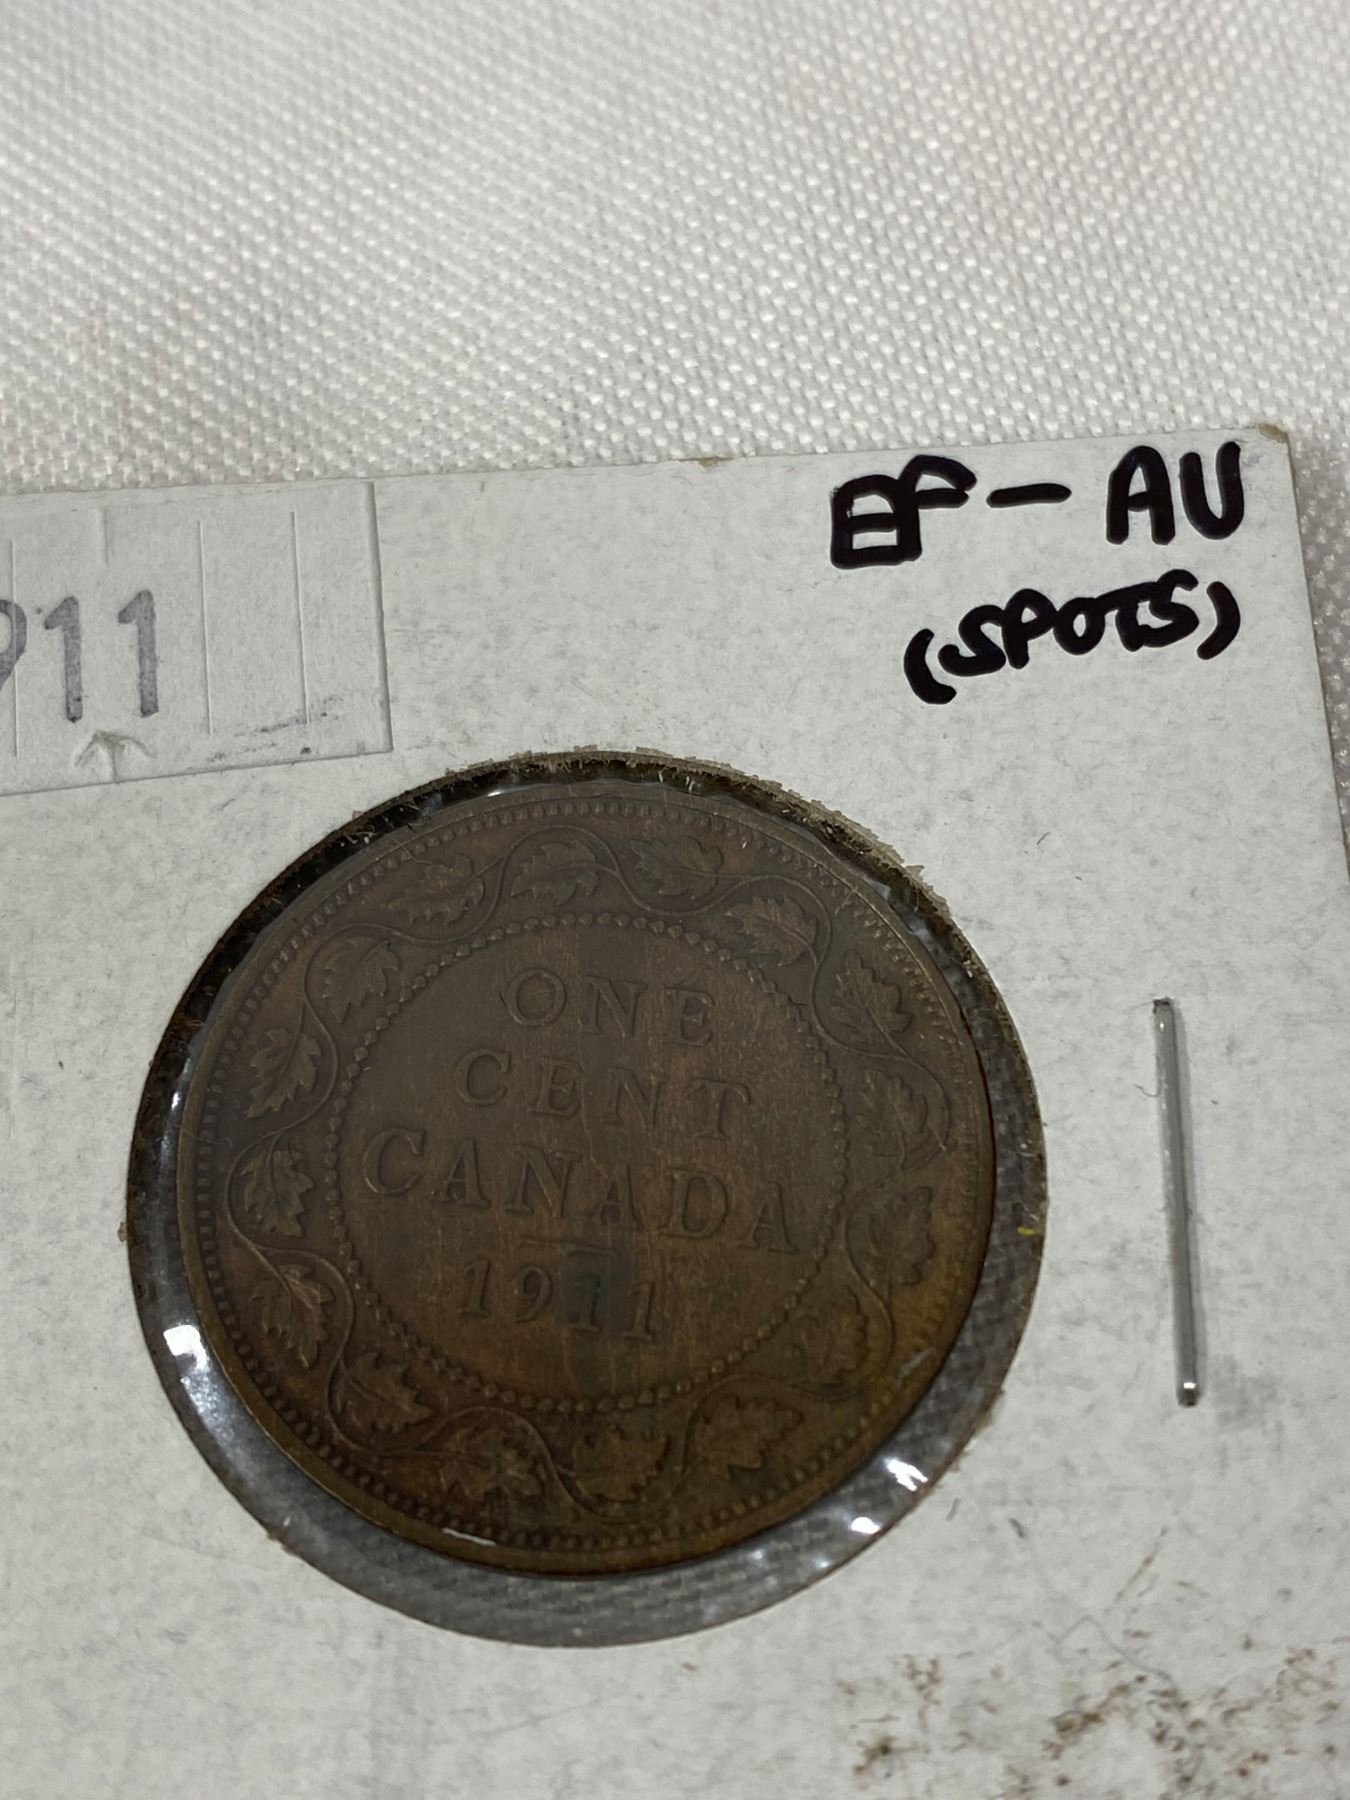 EF - AU
(SPOTS)
911
ONE
CENT
CANADA
1911